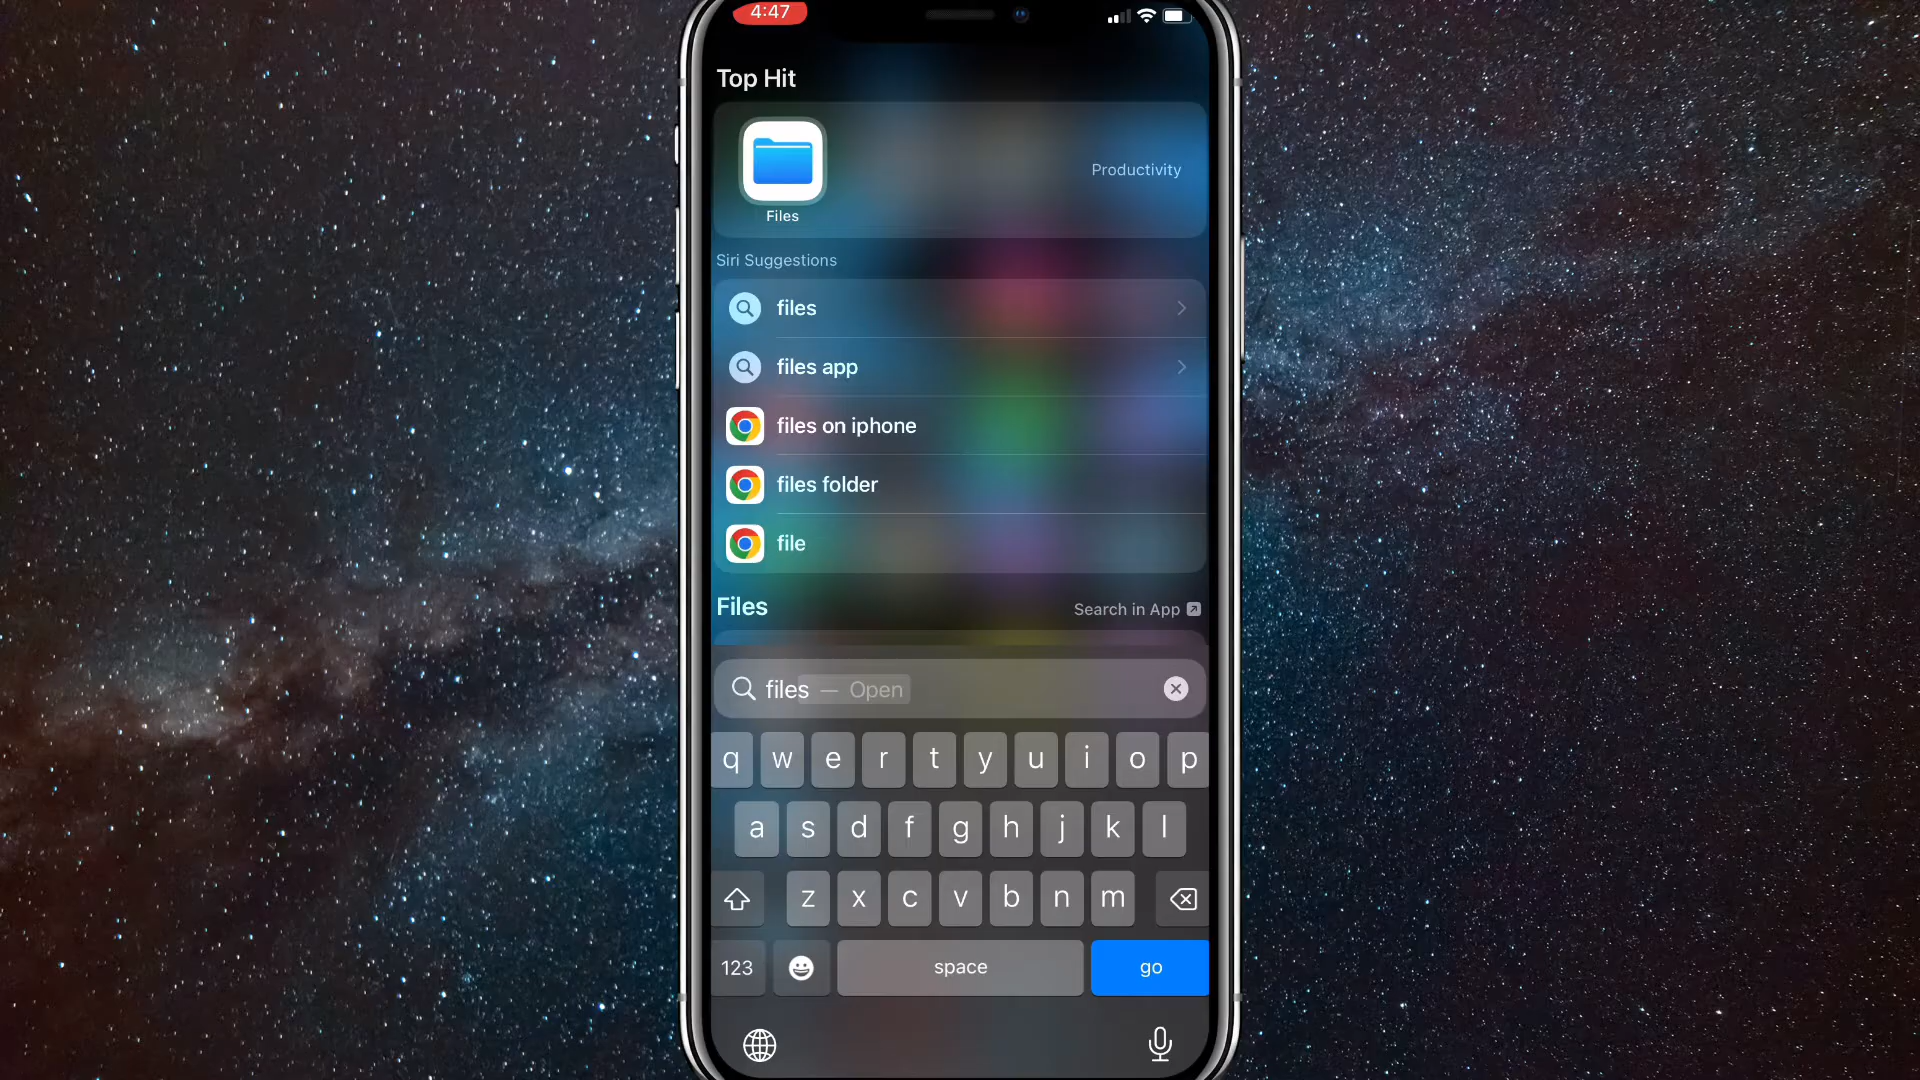 4:47
Top Hit
Productivity
Files
Siri Suggestions
files
files app
files on iphone
files folder
file
Files
Search in App
files — Open
q w e r t y u i o p
a s d f g h j k l
z x c v b n m
123
space
go